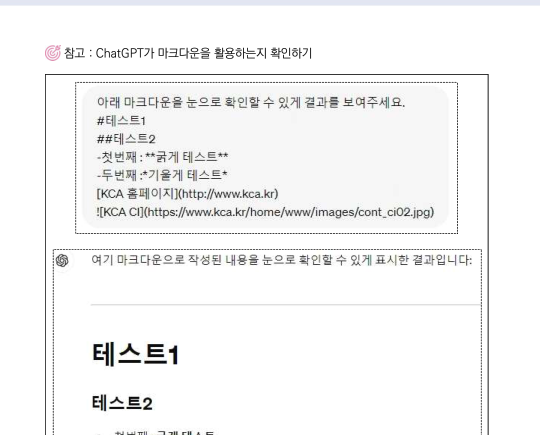 참고 : ChatGPT가 마크다운을 활용하는지 확인하기
아래 마크다운을 눈으로 확인할 수 있게 결과를 보여주세요.
#테스트1
##테스트2
-첫번째 : **굵게 테스트**
-두번째 :*기울게 테스트*
[KCA 홈페이지](http://www.kca.kr)
![KCA CI](https://www.kca.kr/home/www/images/cont_ci02.jpg)
여기 마크다운으로 작성된 내용을 눈으로 확인할 수 있게 표시한 결과입니다:
테스트1
테스트2